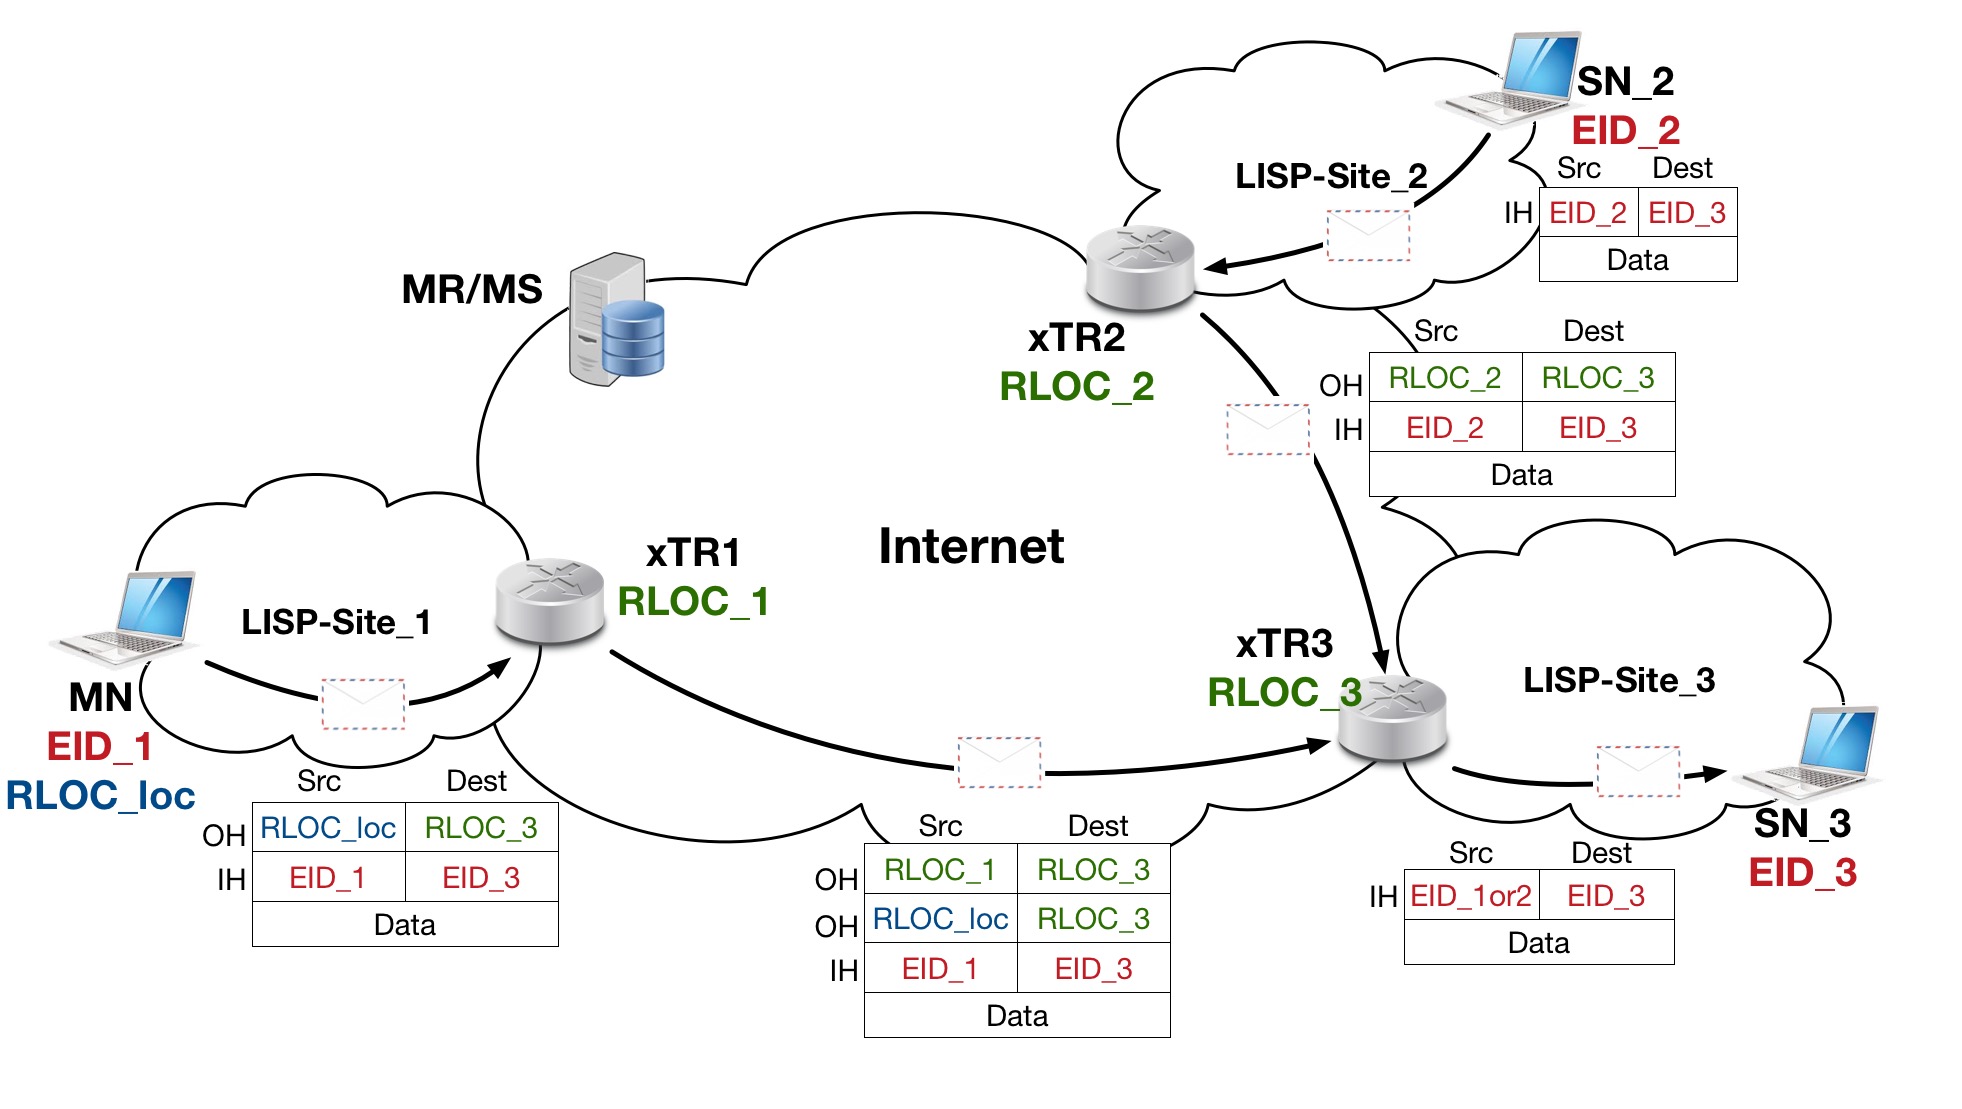 SN_2
EID_2
Src Dest
IH EID_2 EID_3
Data
LISP-Site_2
MR/MS
xTR2
RLOC_2
Src Dest
OH RLOC_2 RLOC_3
IH EID_2 EID_3
Data
Internet
xTR1
RLOC_1
LISP-Site_1
MN
EID_1
RLOC_loc
Src Dest
OH RLOC_loc RLOC_3
IH EID_1 EID_3
Data
xTR3
RLOC_3
LISP-Site_3
Src Dest
OH RLOC_1 RLOC_3
OH RLOC_loc RLOC_3
IH EID_1 EID_3
Data
SN_3
EID_3
Src Dest
IH EID_1or2 EID_3
Data